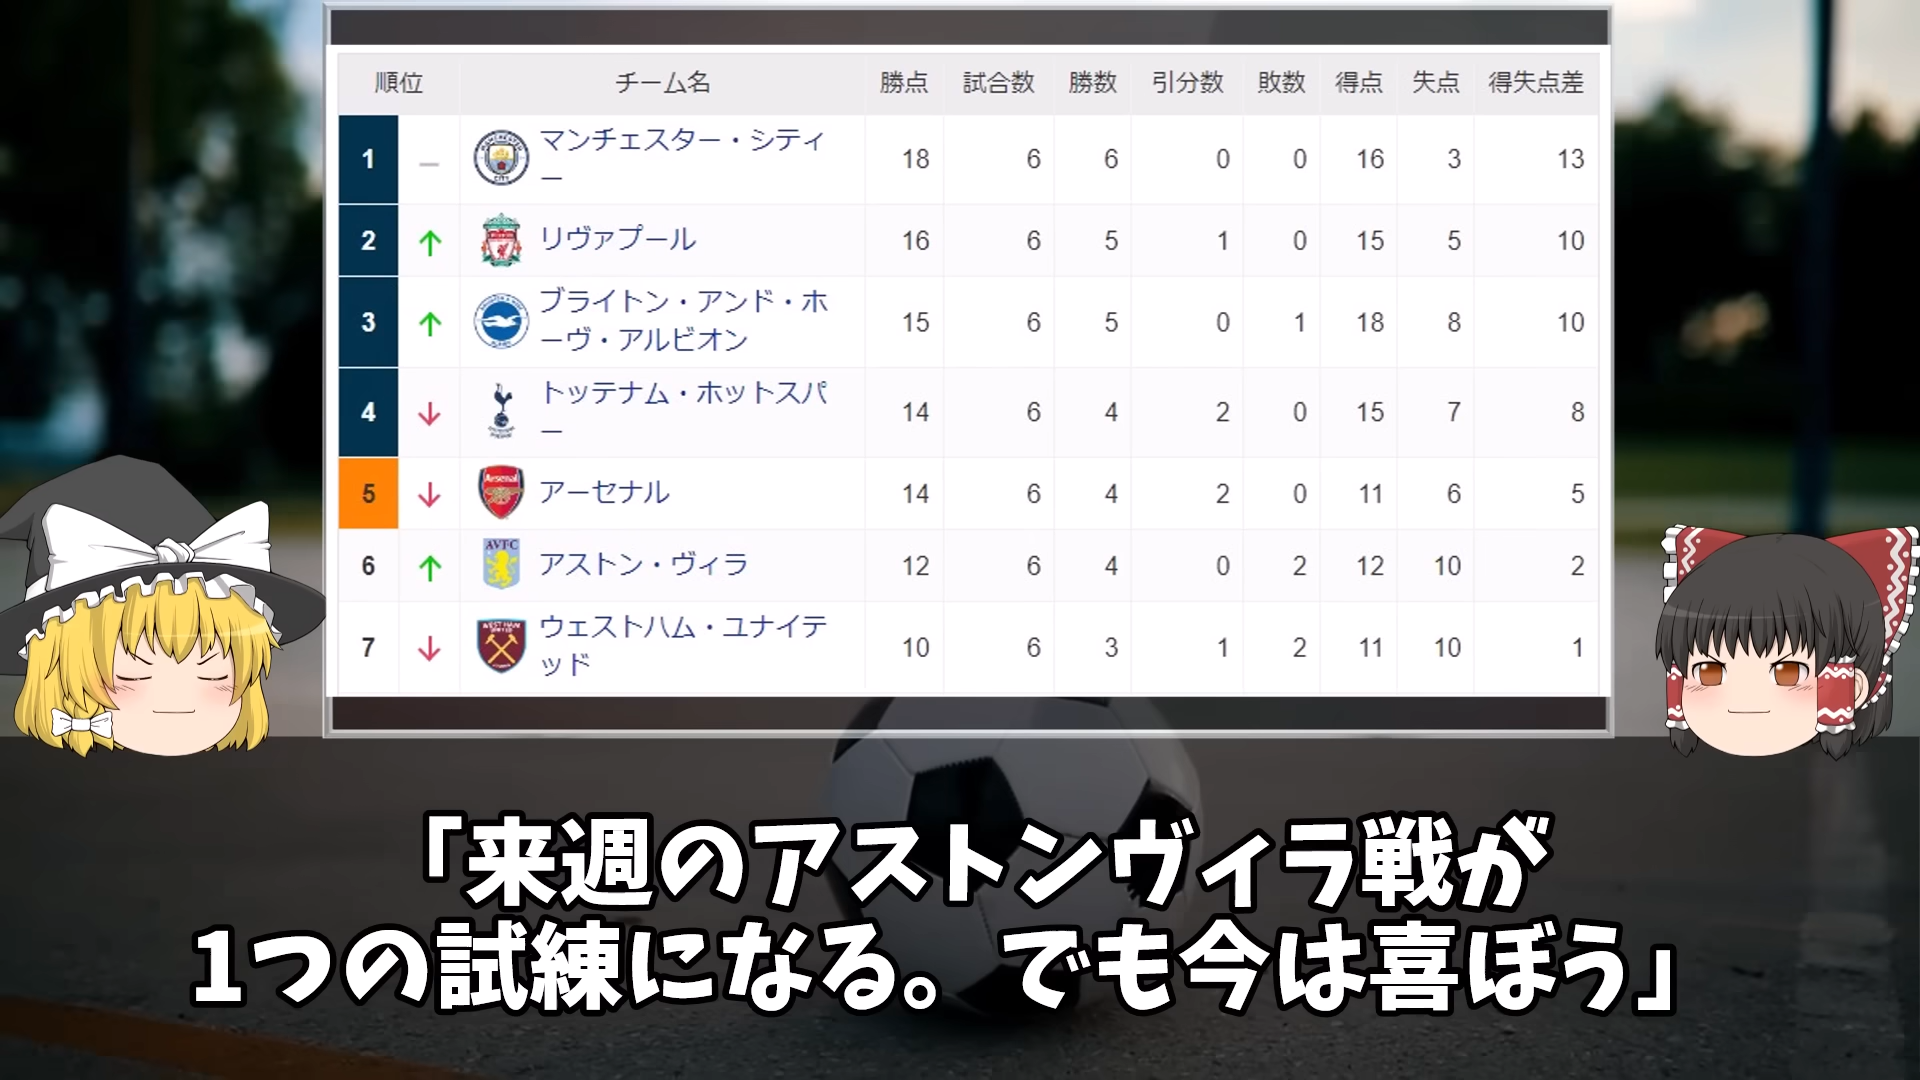 順位 チーム名 勝点 試合数 勝数 引分数 敗数 得点 失点 得失点差
1 – マンチェスター・シティ
ー 18 6 6 0 0 16 3 13
2 ↑ リヴァプール 16 6 5 1 0 15 5 10
3 ↑ ブライトン・アンド・ホ
ーヴ・アルビオン 15 6 5 0 1 18 8 10
4 ↓ トッテナム・ホットスパ
ー 14 6 4 2 0 15 7 8
5 ↓ Arsenal アーセナル 14 6 4 2 0 11 6 5
6 ↑ AVFC アストン・ヴィラ 12 6 4 0 2 12 10 2
7 ↓ WEST HAM ウェストハム・ユナイテ
ッド 10 6 3 1 2 11 10 1
「来週のアストンヴィラ戦が
1つの試練になる。でも今は喜ぼう」